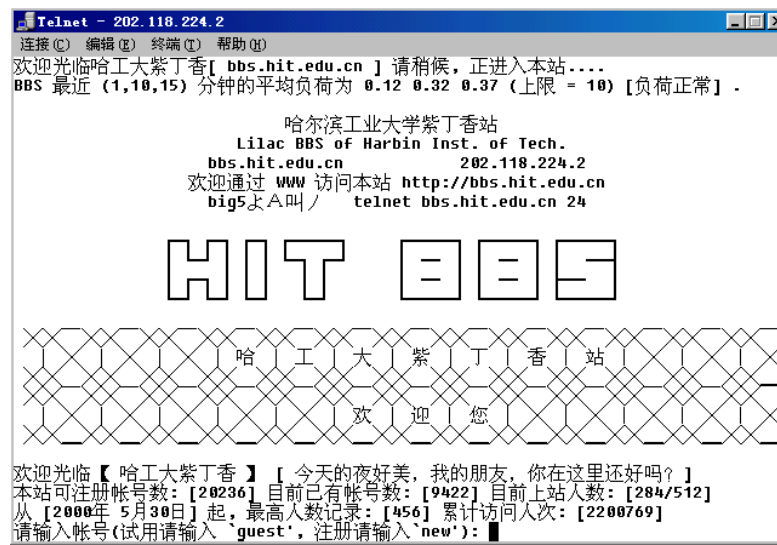 Telnet - 202.118.224.2
连接(C) 编辑(E) 终端(T) 帮助(H)
欢迎光临哈工大紫丁香[ bbs.hit.edu.cn ] 请稍候，正进入本站....
BBS 最近 (1,10,15) 分钟的平均负荷为 0.12 0.32 0.37 (上限 = 10) [负荷正常] .
哈尔滨工业大学紫丁香站
Lilac BBS of Harbin Inst. of Tech.
bbs.hit.edu.cn 202.118.224.2
欢迎通过 WWW 访问本站 http://bbs.hit.edu.cn
big5よA叫ノ telnet bbs.hit.edu.cn 24
HIT BBS
哈 工 大 紫 丁 香 站
欢 迎 您
欢迎光临【 哈工大紫丁香 】 [ 今天的夜好美，我的朋友，你在这里还好吗？]
本站可注册帐号数: [20236] 目前已有帐号数: [9422] 目前上站人数: [284/512]
从 [2000年 5月30日] 起，最高人数记录: [456] 累计访问人次: [2200769]
请输入帐号(试用请输入 `guest', 注册请输入`new'):